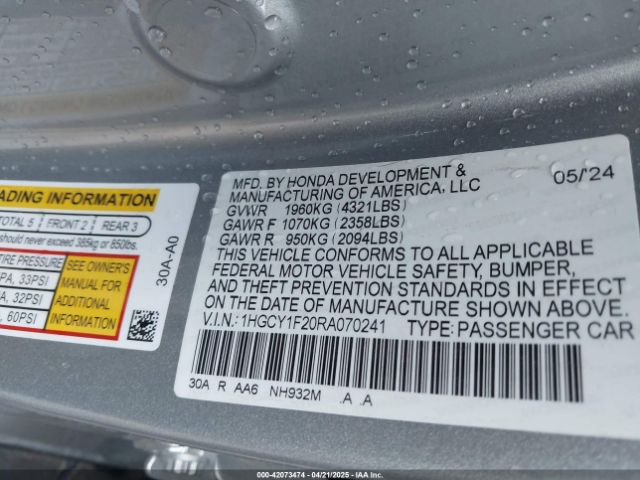 MFD. BY HONDA DEVELOPMENT & 05/24
MANUFACTURING OF AMERICA, LLC
GVWR 1960KG (4321LBS)
GAWR F 1070KG (2358LBS)
GAWR R 950KG (2094LBS)
THIS VEHICLE CONFORMS TO ALL APPLICABLE
FEDERAL MOTOR VEHICLE SAFETY, BUMPER,
AND THEFT PREVENTION STANDARDS IN EFFECT
ON THE DATE OF MANUFACTURE SHOWN ABOVE.
V.I.N.: 1HGCY1F20RA070241 TYPE: PASSENGER CAR
30A R AA6 NH932M .A .A
ADING INFORMATION
TOTAL 5 FRONT 2 REAR 3
should never exceed 385kg or 850lbs.
RE PRESSURE
PA, 33PSI
A, 32PSI
, 60PSI
SEE OWNER'S
MANUAL FOR
ADDITIONAL
INFORMATION
30A-A0
000-42073474 04/21/2025 IAAI.COM